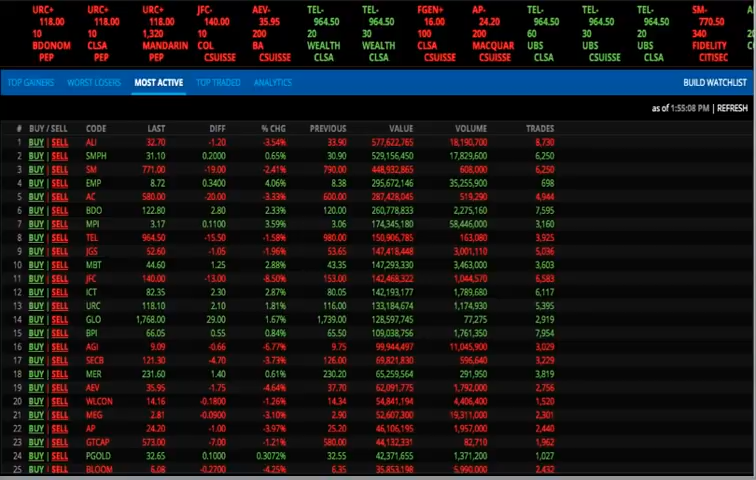 URC+ URC+ URC+ JFC- AEV- TEL- TEL- FGEN+ AP- TEL- TEL- TEL- SM-
118.00 118.00 118.00 140.00 35.95 964.50 964.50 16.00 24.20 964.50 964.50 964.50 770.50
10 10 1,320 10 200 20 30 100 200 60 30 20 340
BDONOM CLSA MANDARIN COL BA WEALTH WEALTH CLSA MACQUAR UBS UBS UBS FIDELITY
PEP PEP PEP CSUISSE CSUISSE CLSA CLSA CSUISSE CSUISSE CLSA CLSA CLSA CITISEC
TOP GAINERS WORST LOSERS MOST ACTIVE TOP TRADED ANALYTICS BUILD WATCHLIST
as of 1:55:08 PM | REFRESH
# BUY / SELL CODE LAST DIFF % CHG PREVIOUS VALUE VOLUME TRADES
1 BUY | SELL ALI 32.70 -1.20 -3.54% 33.90 577,622,765 18,190,700 8,730
2 BUY | SELL SMPH 31.10 0.2000 0.65% 30.90 529,156,450 17,829,600 6,250
3 BUY | SELL SM 771.00 -19.00 -2.41% 790.00 448,932,865 608,000 6,250
4 BUY | SELL EMP 8.72 0.3400 4.06% 8.38 295,672,146 35,255,900 698
5 BUY | SELL AC 580.00 -20.00 -3.33% 600.00 287,428,045 519,290 4,944
6 BUY | SELL BDO 122.80 2.80 2.33% 120.00 260,778,833 2,275,160 7,595
7 BUY | SELL MPI 3.17 0.1100 3.59% 3.06 174,345,180 58,446,000 3,160
8 BUY | SELL TEL 964.50 -15.50 -1.58% 980.00 150,906,785 163,080 3,925
9 BUY | SELL JGS 52.60 -1.05 -1.96% 53.65 147,418,448 3,001,110 5,036
10 BUY | SELL MBT 44.60 1.25 2.88% 43.35 147,293,330 3,463,000 3,603
11 BUY | SELL JFC 140.00 -13.00 -8.50% 153.00 142,468,322 1,044,570 6,583
12 BUY | SELL ICT 82.35 2.30 2.87% 80.05 142,193,177 1,789,680 6,117
13 BUY | SELL URC 118.10 2.10 1.81% 116.00 133,184,674 1,174,930 5,395
14 BUY | SELL GLO 1,768.00 29.00 1.67% 1,739.00 128,597,745 77,275 2,919
15 BUY | SELL BPI 66.05 0.55 0.84% 65.50 109,038,756 1,761,350 7,954
16 BUY | SELL AGI 9.09 -0.66 -6.77% 9.75 99,944,497 11,045,900 3,029
17 BUY | SELL SECB 121.30 -4.70 -3.73% 126.00 69,821,830 596,640 3,229
18 BUY | SELL MER 231.60 1.40 0.61% 230.20 65,259,564 291,950 3,819
19 BUY | SELL AEV 35.95 -1.75 -4.64% 37.70 62,091,775 1,792,000 2,756
20 BUY | SELL WLCON 14.16 -0.1800 -1.26% 14.34 54,841,194 4,406,400 1,520
21 BUY | SELL MEG 2.81 -0.0900 -3.10% 2.90 52,607,300 19,311,000 2,301
22 BUY | SELL AP 24.20 -1.00 -3.97% 25.20 46,106,195 1,957,000 2,440
23 BUY | SELL GTCAP 573.00 -7.00 -1.21% 580.00 44,132,331 82,710 1,962
24 BUY | SELL PGOLD 32.65 0.1000 0.3072% 32.55 42,371,655 1,371,200 1,027
25 BUY | SELL BLOOM 6.08 -0.2700 -4.25% 6.35 35,853,198 5,990,000 2,432